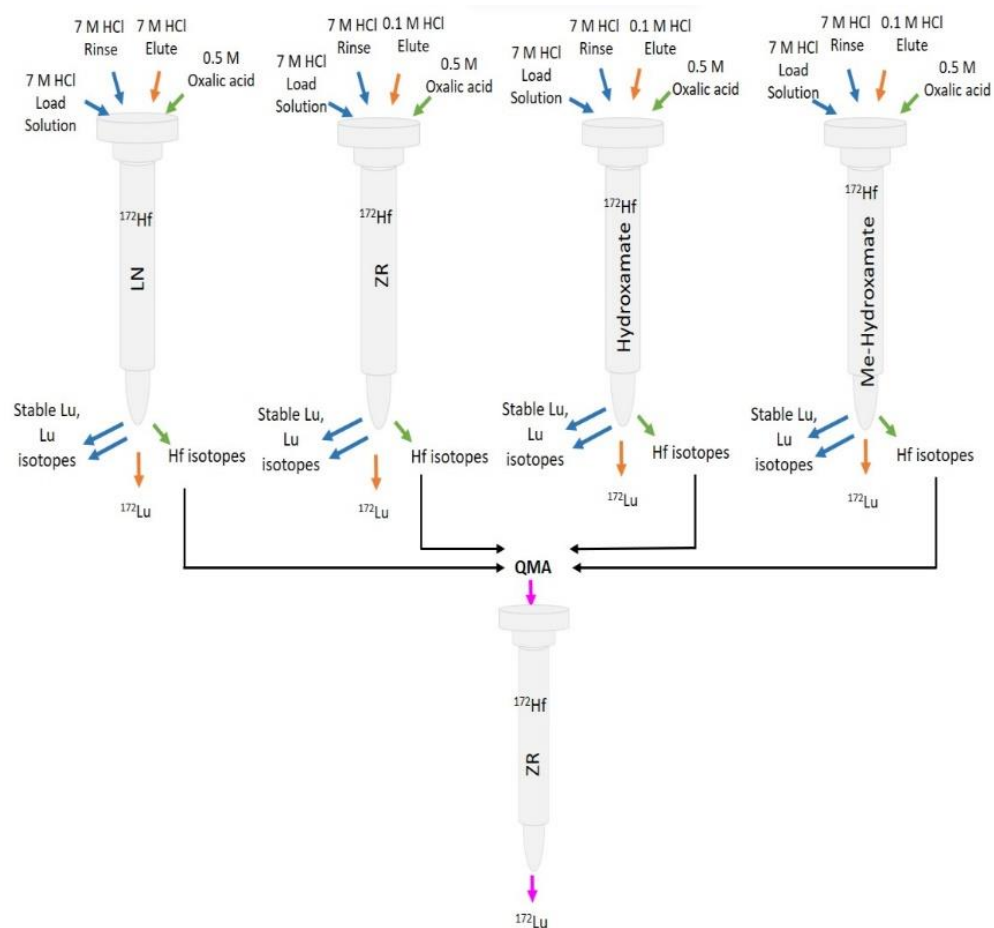 7 M HCl
Rinse
7 M HCl
Elute
7 M HCl
Load
Solution
0.5 M
Oxalic acid
¹⁷²Hf
LN
Stable Lu,
Lu
isotopes
Hf isotopes
¹⁷²Lu
7 M HCl
Rinse
0.1 M HCl
Elute
7 M HCl
Load
Solution
0.5 M
Oxalic acid
¹⁷²Hf
ZR
Stable Lu,
Lu
isotopes
Hf isotopes
¹⁷²Lu
7 M HCl
Rinse
0.1 M HCl
Elute
7 M HCl
Load
Solution
0.5 M
Oxalic acid
¹⁷²Hf
Hydroxamate
Stable Lu,
Lu
isotopes
Hf isotopes
¹⁷²Lu
7 M HCl
Rinse
0.1 M HCl
Elute
7 M HCl
Load
Solution
0.5 M
Oxalic acid
¹⁷²Hf
Me-Hydroxamate
Stable Lu,
Lu
isotopes
Hf isotopes
¹⁷²Lu
QMA
¹⁷²Hf
ZR
¹⁷²Lu